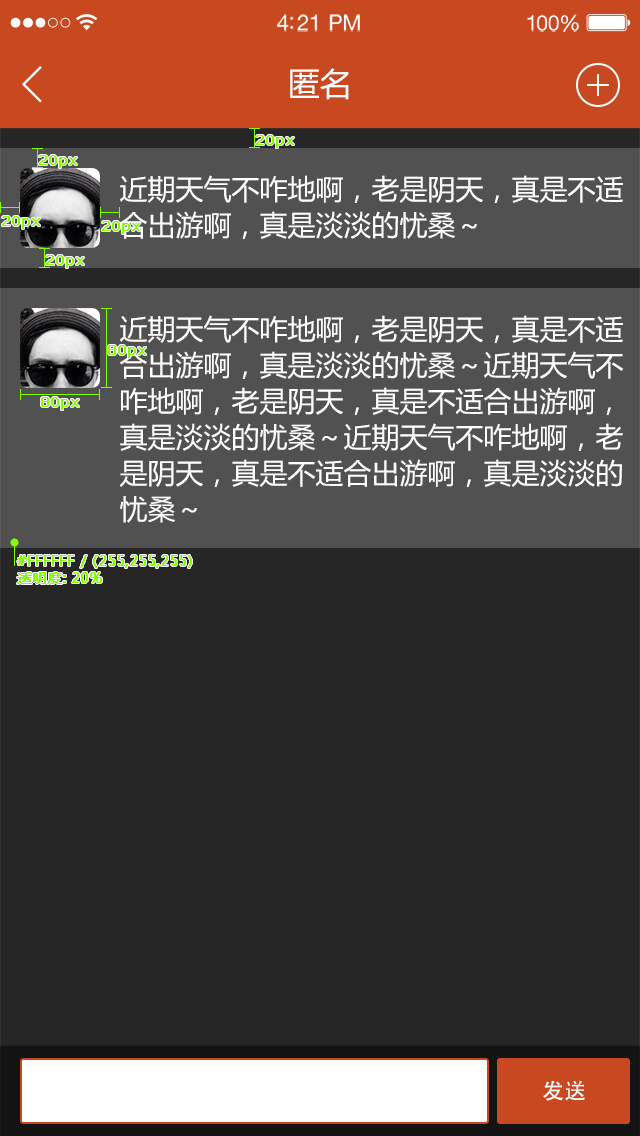 4:21 PM 100%
匿名
20px
20px
近期天气不咋地啊，老是阴天，真是不适
20px 20px
合出游啊，真是淡淡的忧桑～
20px
近期天气不咋地啊，老是阴天，真是不适
80px
合出游啊，真是淡淡的忧桑～近期天气不
咋地啊，老是阴天，真是不适合出游啊，
80px
真是淡淡的忧桑～近期天气不咋地啊，老
是阴天，真是不适合出游啊，真是淡淡的
忧桑～
#FFFFFF / (255,255,255)
透明度: 20%
发送